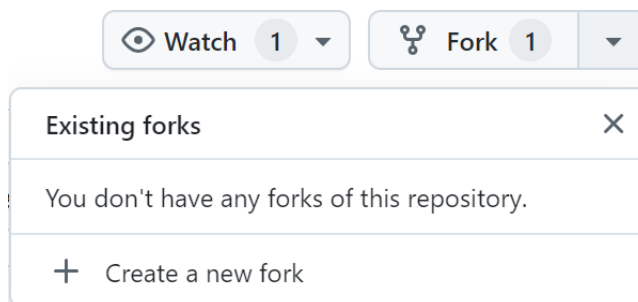 Watch 1 Fork 1
Existing forks
You don't have any forks of this repository.
Create a new fork